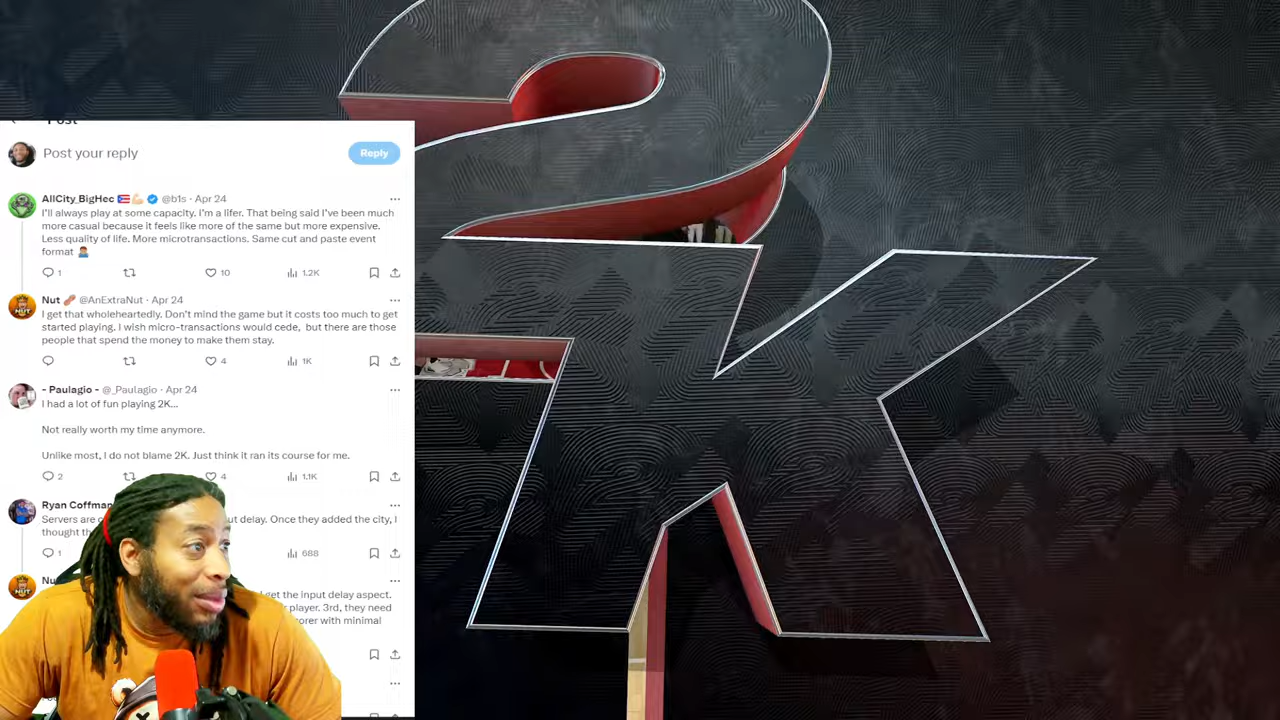 2K
Post
Post your reply
Reply
AllCity_BigHec 🇵🇷💪🏼 @b1s · Apr 24
I'll always play at some capacity. I'm a lifer. That being said I've been much
more casual because it feels like more of the same but more expensive.
Less quality of life. More microtransactions. Same cut and paste event
format 🤷🏽‍♂️
1
10
1.2K
Nut 🥜 @AnExtraNut · Apr 24
I get that wholeheartedly. Don't mind the game but it costs too much to get
started playing. I wish micro-transactions would cede, but there are those
people that spend the money to make them stay.
4
1K
- Paulagio - @_Paulagio · Apr 24
I had a lot of fun playing 2K...
Not really worth my time anymore.
Unlike most, I do not blame 2K. Just think it ran its course for me.
2
4
1.1K
Ryan Coffman
Servers are ut delay. Once they added the city, I
thought
1
688
get the input delay aspect.
player. 3rd, they need
with minimal
NUT